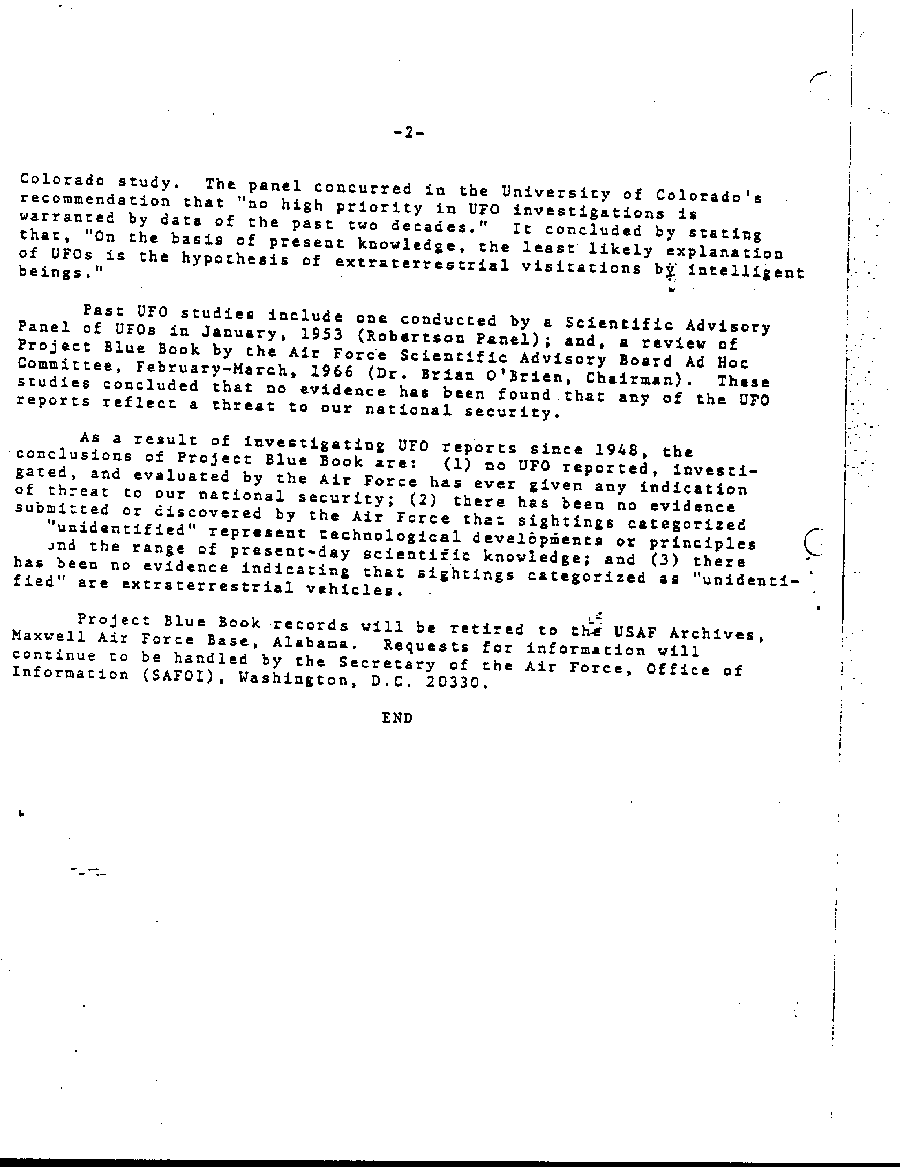 -2-
Colorado study. The panel concurred in the University of Colorado's
recommendation that "no high priority in UFO investigations is
warranted by data of the past two decades." It concluded by stating
that, "On the basis of present knowledge, the least likely explanation
of UFOs is the hypothesis of extraterrestrial visitations by intelligent
beings."
Past UFO studies include one conducted by a Scientific Advisory
Panel of UFOs in January, 1953 (Robertson Panel); and, a review of
Project Blue Book by the Air Force Scientific Advisory Board Ad Hoc
Committee, February-March, 1966 (Dr. Brian O'Brien, Chairman). These
studies concluded that no evidence has been found that any of the UFO
reports reflect a threat to our national security.
As a result of investigating UFO reports since 1948, the
conclusions of Project Blue Book are: (1) no UFO reported, investi-
gated, and evaluated by the Air Force has ever given any indication
of threat to our national security; (2) there has been no evidence
submitted or discovered by the Air Force that sightings categorized
"unidentified" represent technological developments or principles
ond the range of present-day scientific knowledge; and (3) there
has been no evidence indicating that sightings categorized as "unidenti-
fied" are extraterrestrial vehicles.
Project Blue Book records will be retired to the USAF Archives,
Maxwell Air Force Base, Alabama. Requests for information will
continue to be handled by the Secretary of the Air Force, Office of
Information (SAFOI), Washington, D.C. 20330.
END